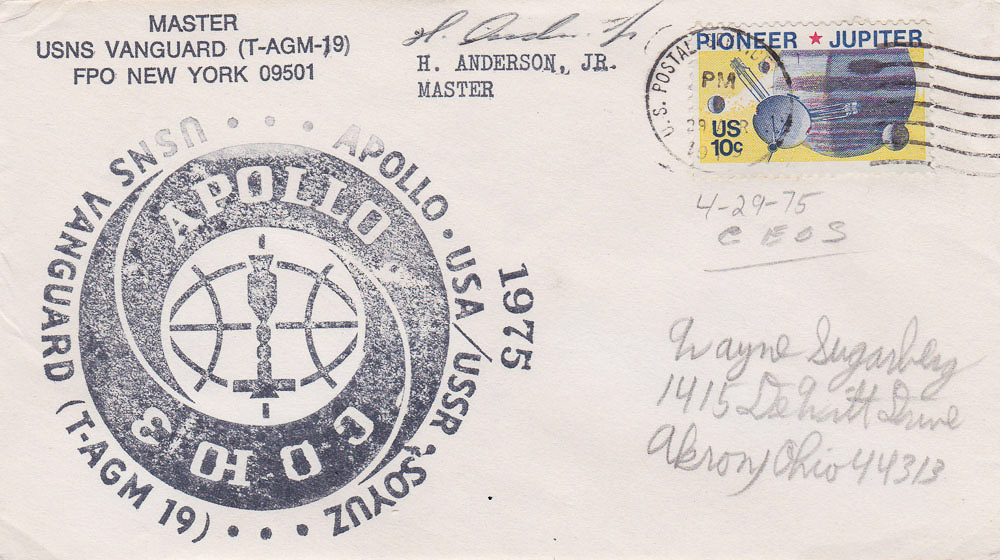 MASTER
USNS VANGUARD (T-AGM-19)
FPO NEW YORK 09501
H. ANDERSON, JR.
MASTER
PIONEER ★ JUPITER
US
10c
U.S. POSTAL
PM
4-29-75
USNS VANGUARD (T-AGM 19) • • •
• • • APOLLO • USA/USSR • SOYUZ
1975
APOLLO
СОЮЗ
Wayne Sugarberg
1415 Drive
Akron, Ohio 44313